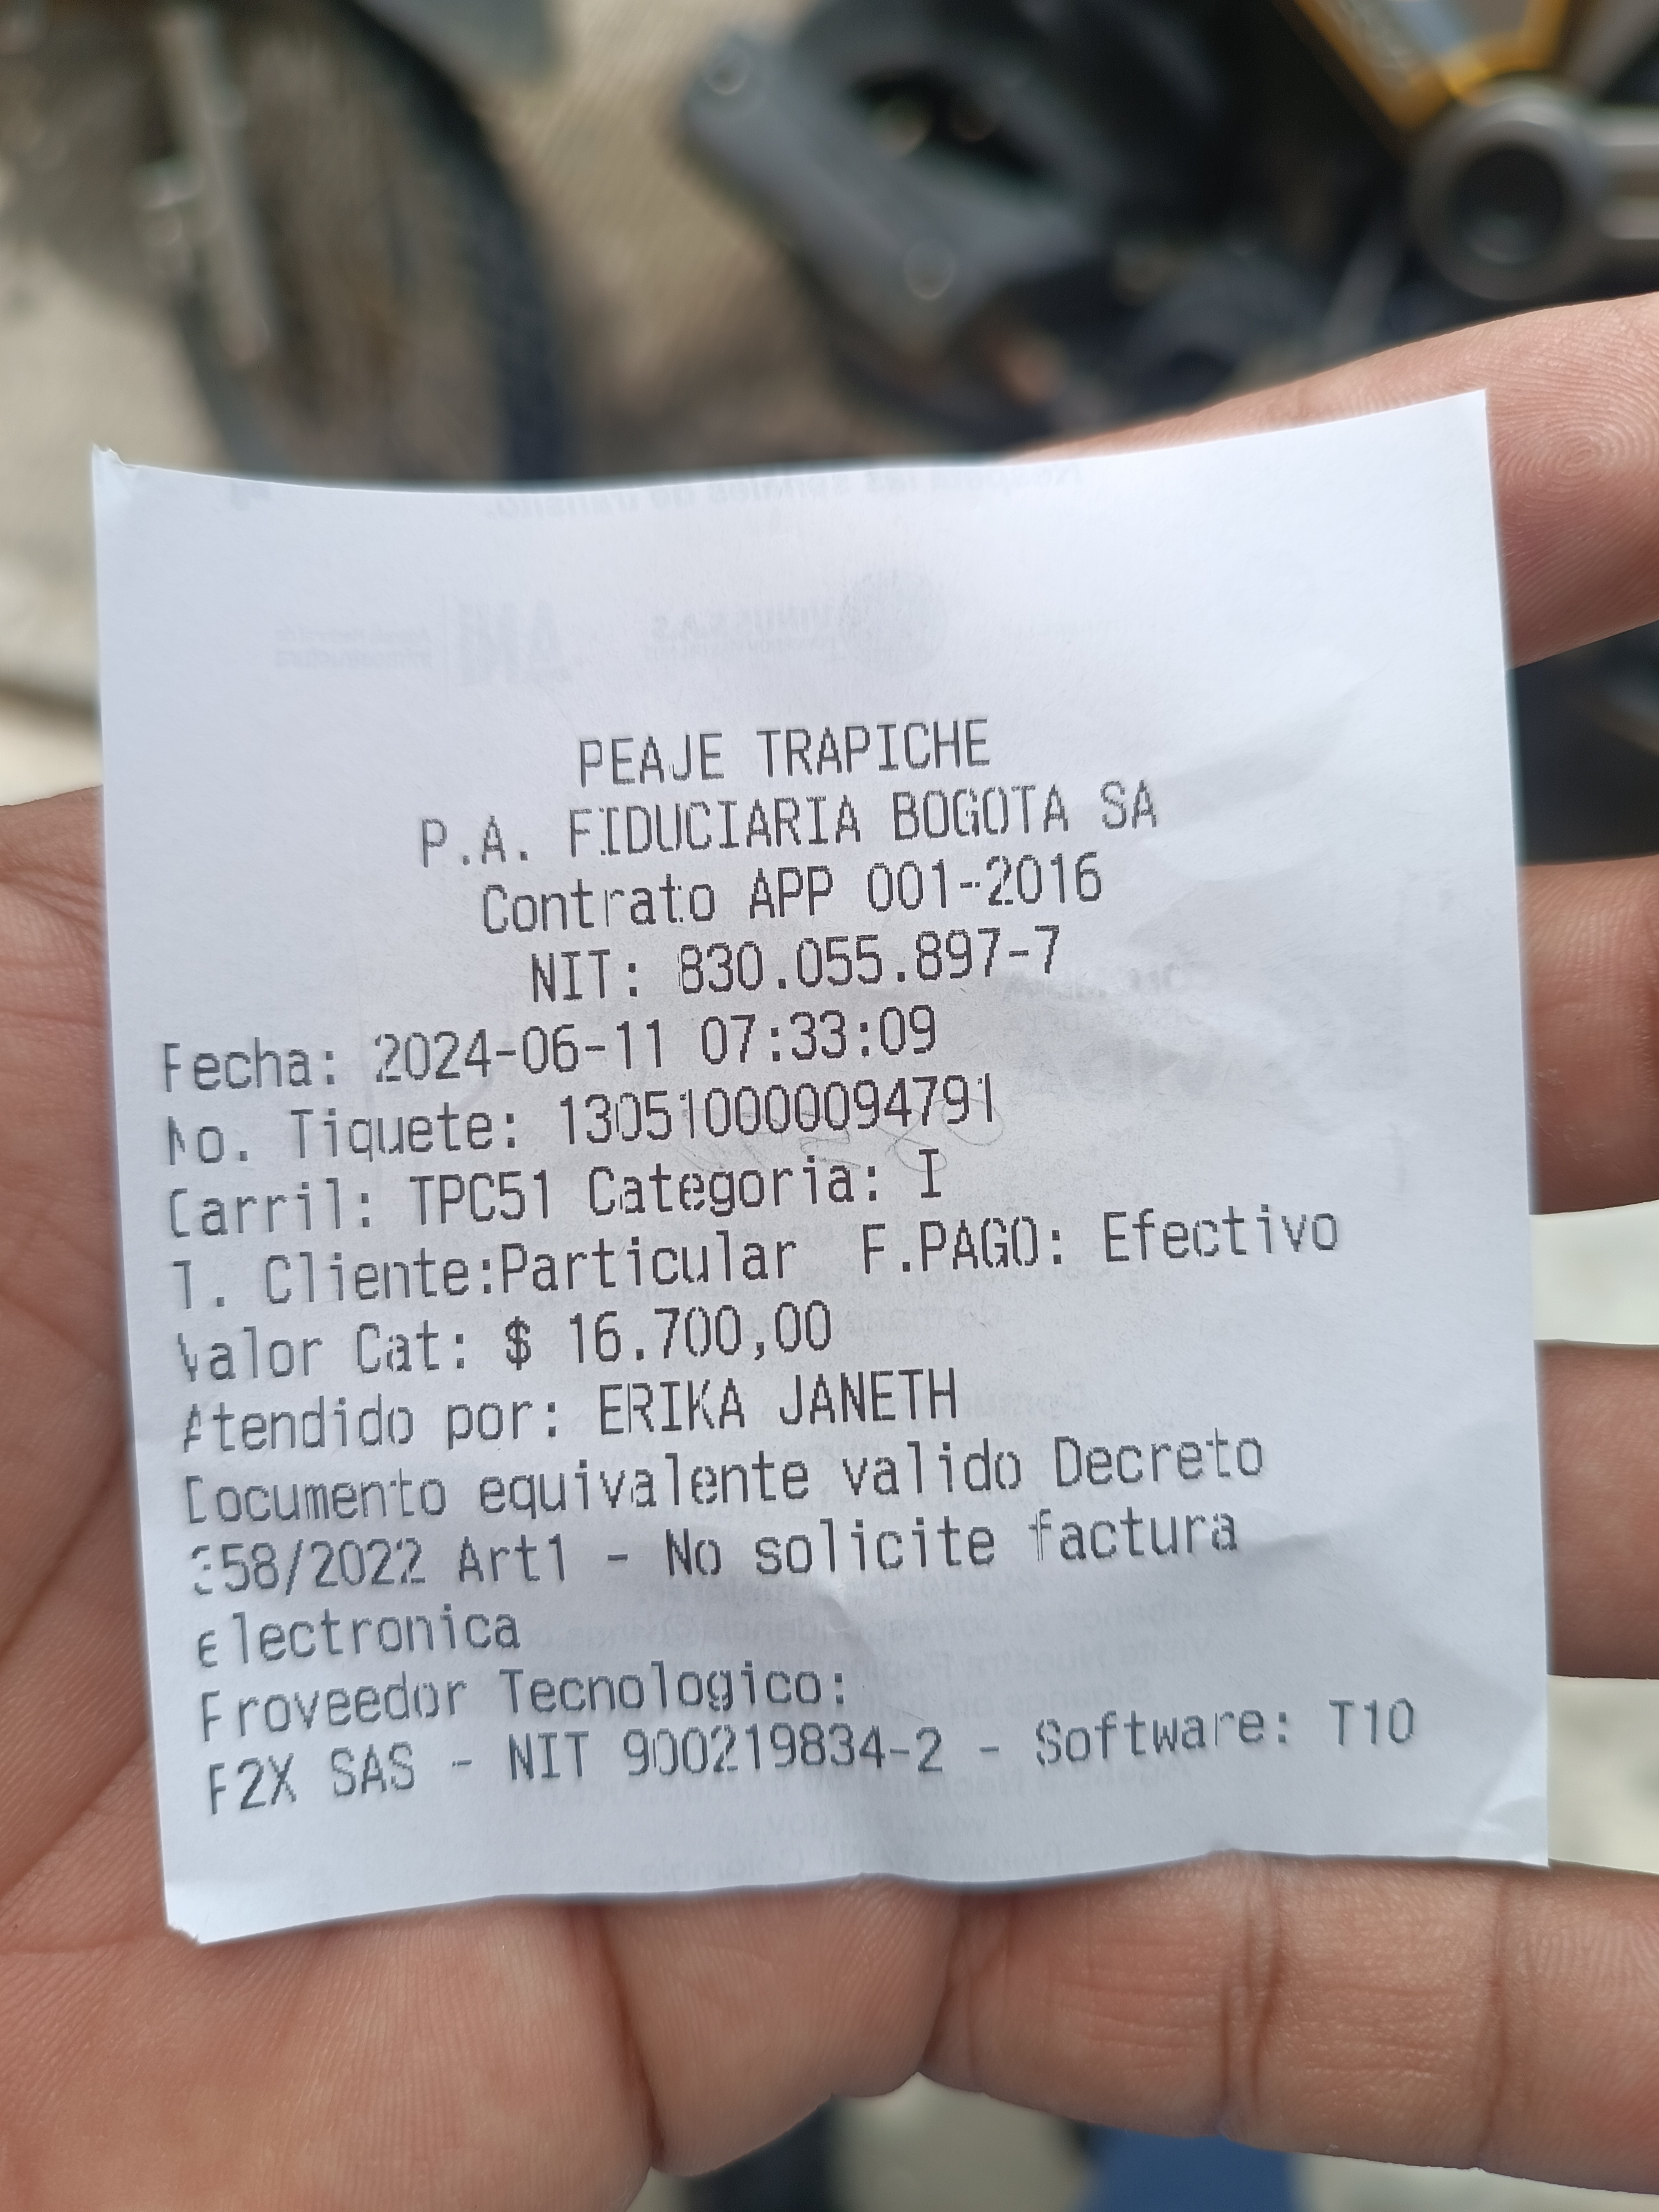 PEAJE TRAPICHE
P.A. FIDUCIARIA BOGOTA SA
Contrato APP 001-2016
NIT: 830.055.897-7
Fecha: 2024-06-11 07:33:09
No. Tiquete: 130510000094791
Carril: TPC51 Categoria: I
T. Cliente:Particular F.PAGO: Efectivo
Valor Cat: $ 16.700,00
Atendido por: ERIKA JANETH
Documento equivalente valido Decreto
358/2022 Art1 - No solicite factura
electronica
Proveedor Tecnologico:
F2X SAS - NIT 900219834-2 - Software: T10